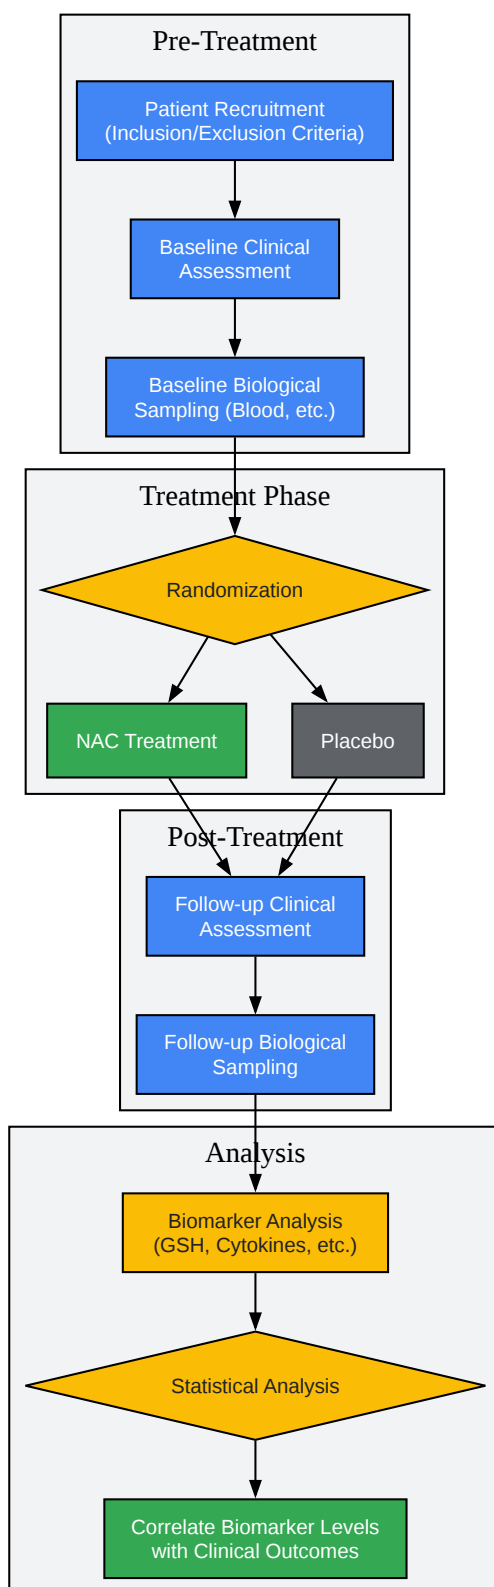 Pre-Treatment
Patient Recruitment
(Inclusion/Exclusion Criteria)
Baseline Clinical
Assessment
Baseline Biological
Sampling (Blood, etc.)
Treatment Phase
Randomization
NAC Treatment
Placebo
Post-Treatment
Follow-up Clinical
Assessment
Follow-up Biological
Sampling
Analysis
Biomarker Analysis
(GSH, Cytokines, etc.)
Statistical Analysis
Correlate Biomarker Levels
with Clinical Outcomes